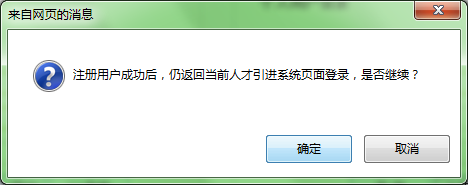 来自网页的消息
注册用户成功后，仍返回当前人才引进系统页面登录，是否继续？
确定
取消